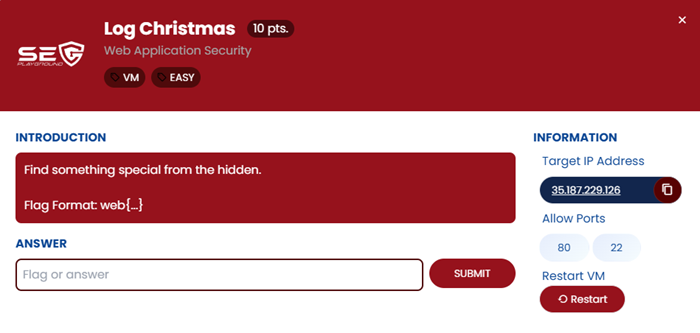 Log Christmas 10 pts.
Web Application Security
VM EASY
SEC
PLAYGROUND
×
INTRODUCTION
Find something special from the hidden.
Flag Format: web{...}
ANSWER
Flag or answer
SUBMIT
INFORMATION
Target IP Address
35.187.229.126
Allow Ports
80 22
Restart VM
Restart